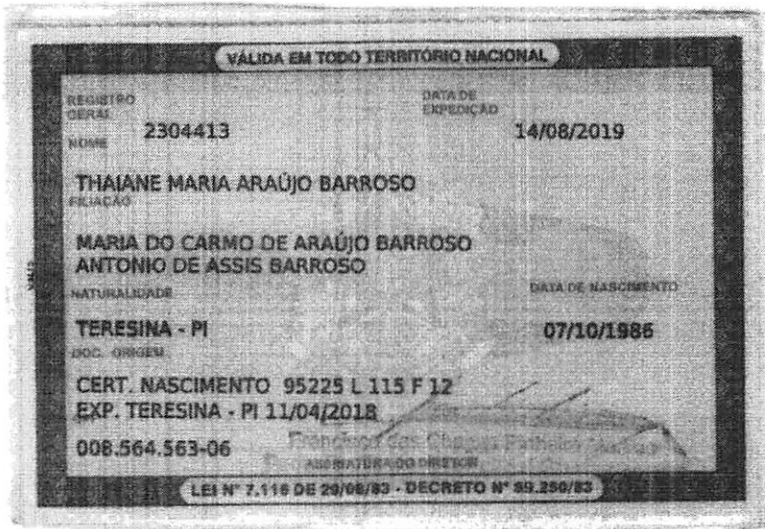 VÁLIDA EM TODO TERRITÓRIO NACIONAL
REGISTRO GERAL 2304413
DATA DE EXPEDIÇÃO 14/08/2019
NOME
THAIANE MARIA ARAÚJO BARROSO
FILIAÇÃO
MARIA DO CARMO DE ARAÚJO BARROSO
ANTONIO DE ASSIS BARROSO
NATURALIDADE DATA DE NASCIMENTO
TERESINA - PI 07/10/1986
DOC. ORIGEM
CERT. NASCIMENTO 95225 L 115 F 12
EXP. TERESINA - PI 11/04/2018
008.564.563-06
Francisco das Chagas
ASSINATURA DO DIRETOR
LEI N° 7.116 DE 29/08/83 - DECRETO N° 89.250/83